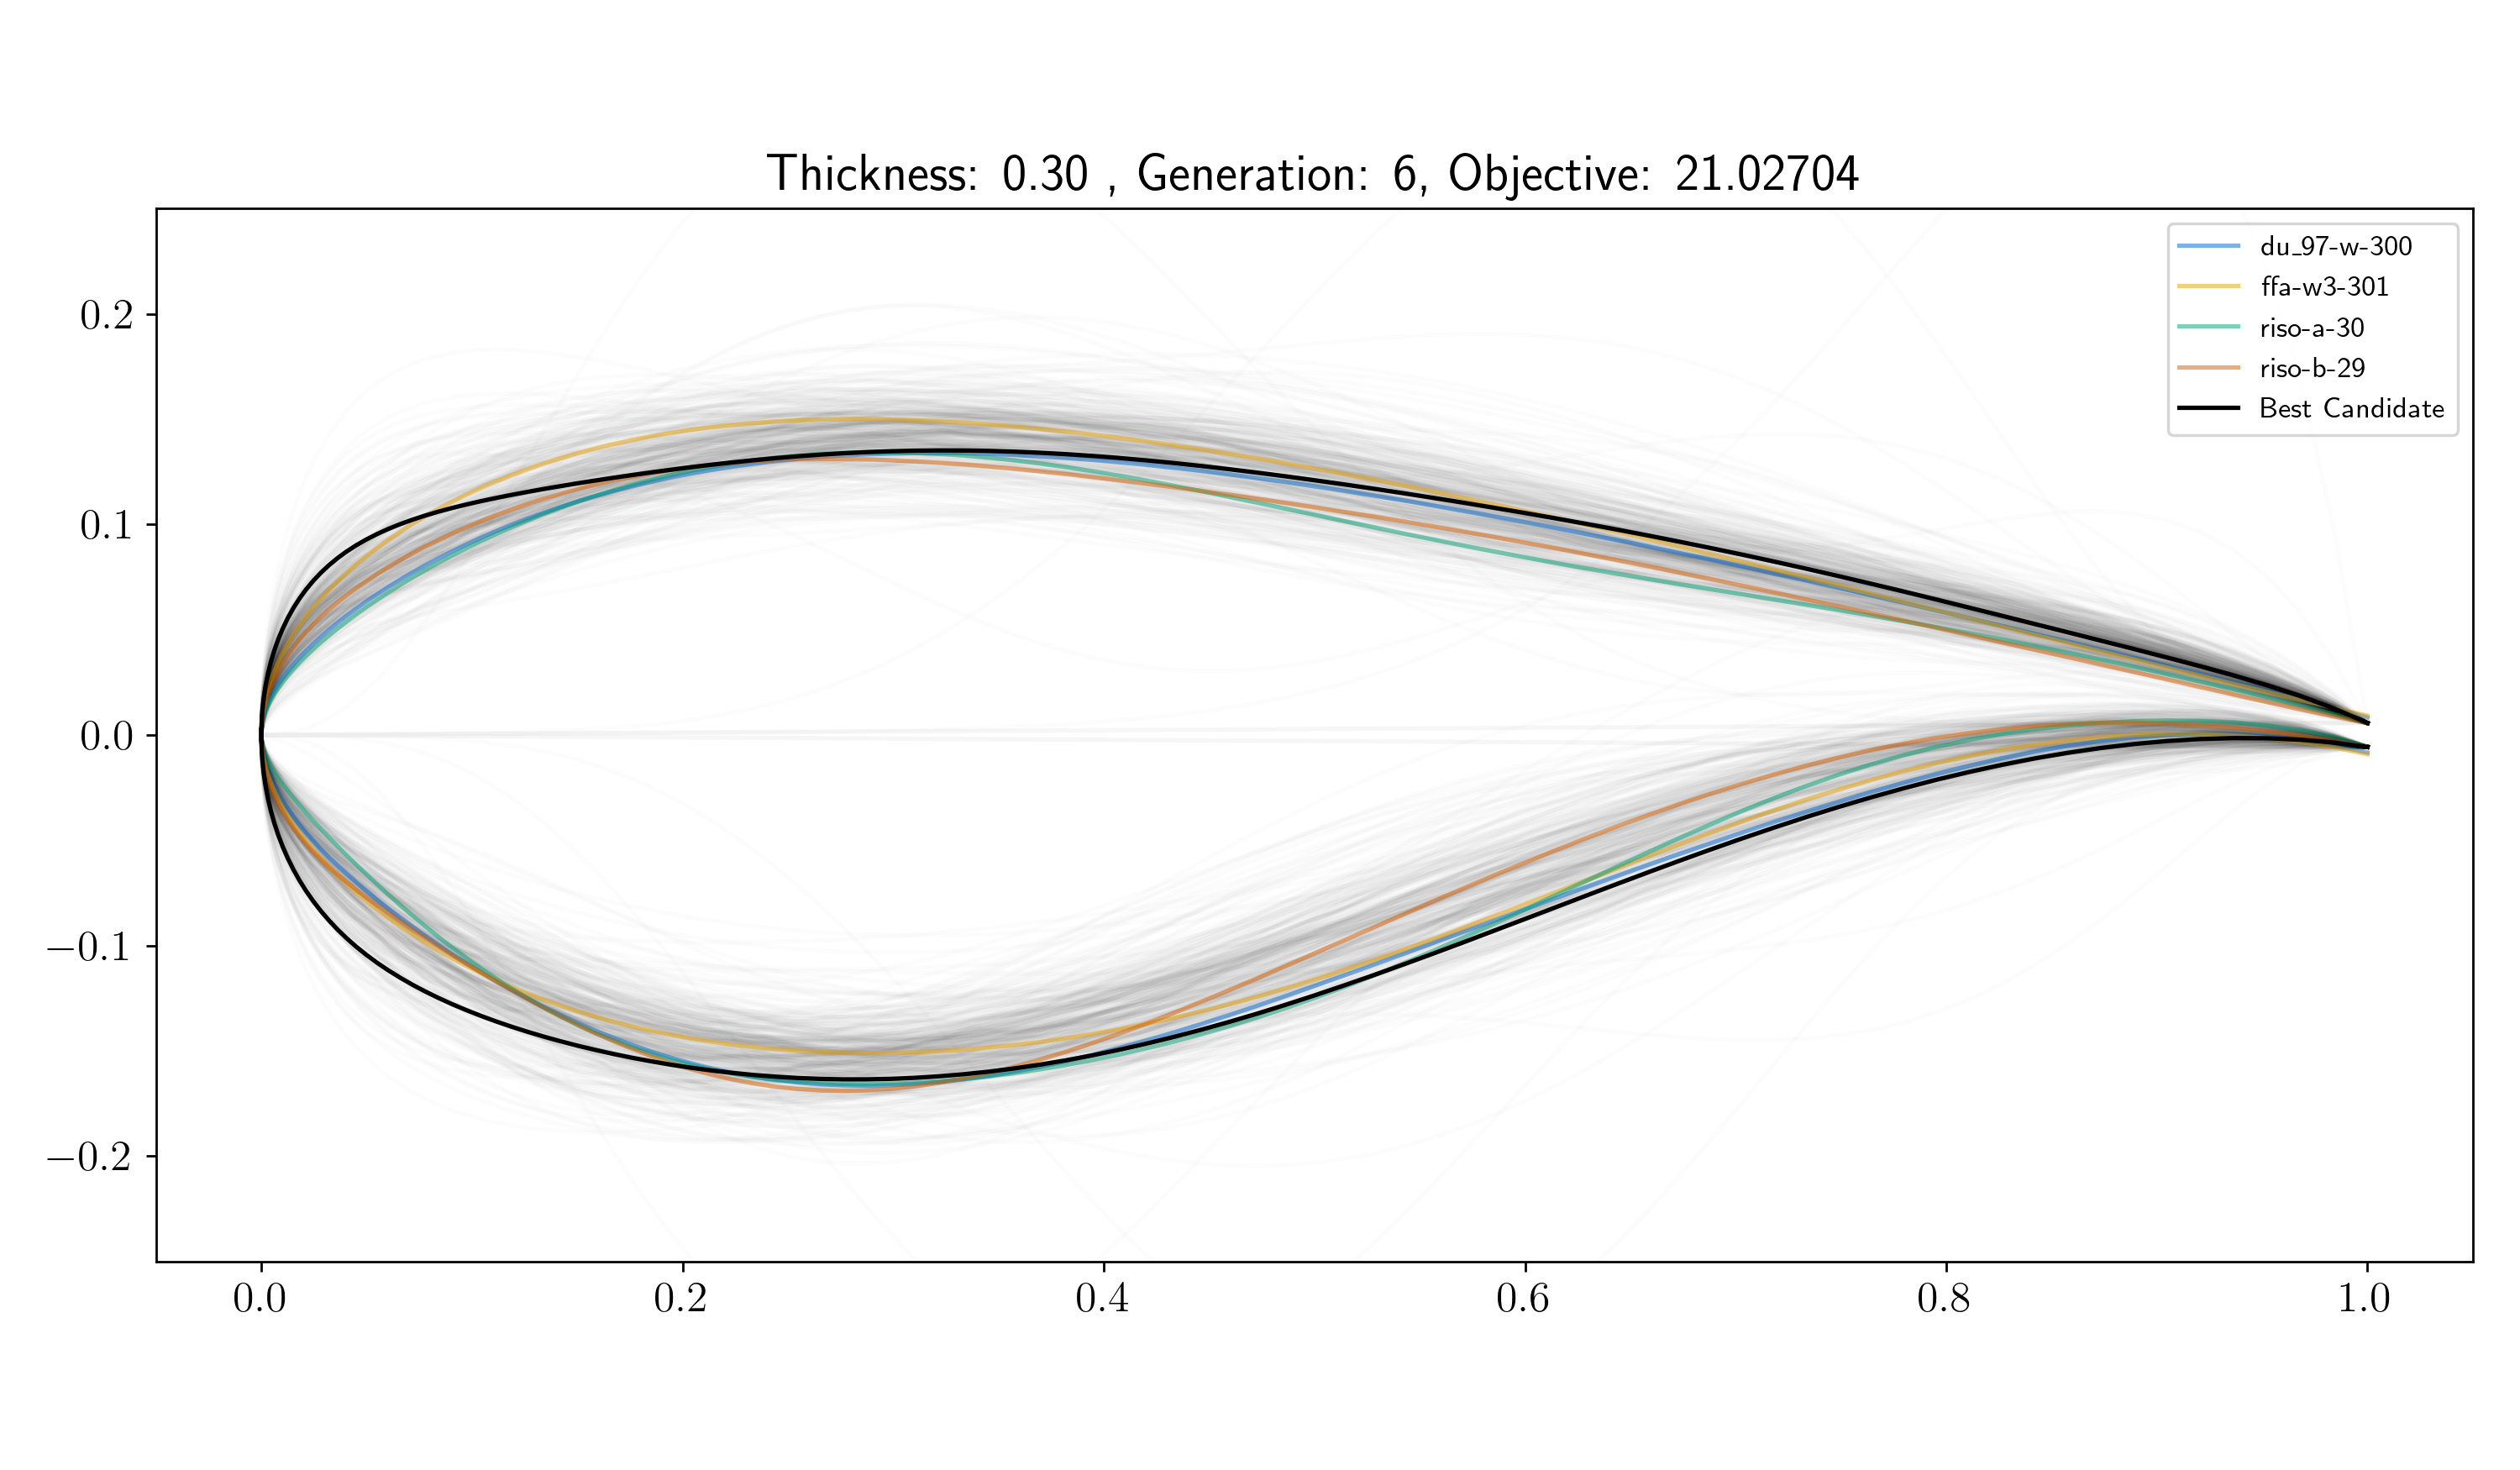 Thickness: 0.30 , Generation: 6, Objective: 21.02704
du_97-w-300
ffa-w3-301
riso-a-30
riso-b-29
Best Candidate
0.2
0.1
0.0
−0.1
−0.2
0.0 0.2 0.4 0.6 0.8 1.0